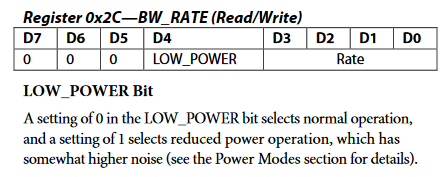 Register 0x2C—BW_RATE (Read/Write)
D7 D6 D5 D4 D3 D2 D1 D0
0 0 0 LOW_POWER Rate
LOW_POWER Bit
A setting of 0 in the LOW_POWER bit selects normal operation,
and a setting of 1 selects reduced power operation, which has
somewhat higher noise (see the Power Modes section for details).